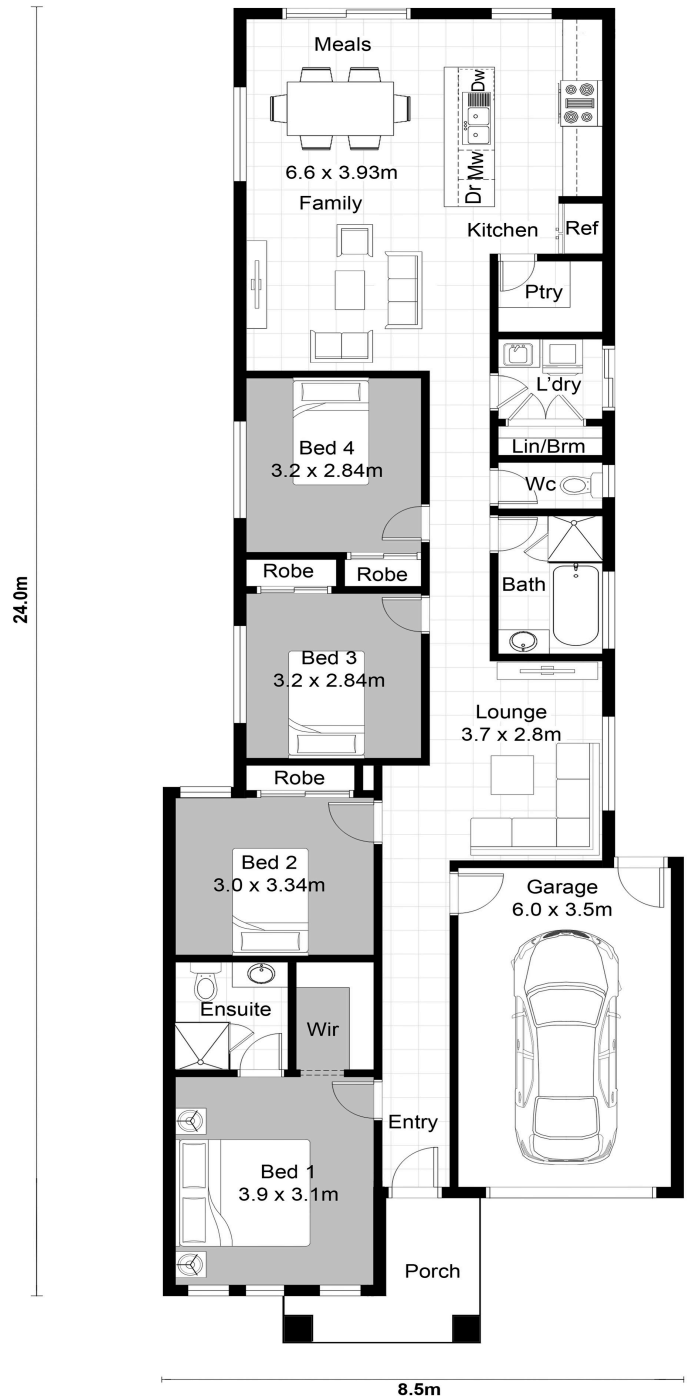 Meals
6.6 x 3.93m
Family
Dw
Dr Mw
Kitchen
Ref
Ptry
L'dry
Lin/Brm
Wc
Bath
Bed 4
3.2 x 2.84m
Robe
Robe
Bed 3
3.2 x 2.84m
Lounge
3.7 x 2.8m
Robe
Bed 2
3.0 x 3.34m
Garage
6.0 x 3.5m
Ensuite
Wir
Entry
Bed 1
3.9 x 3.1m
Porch
24.0m
8.5m